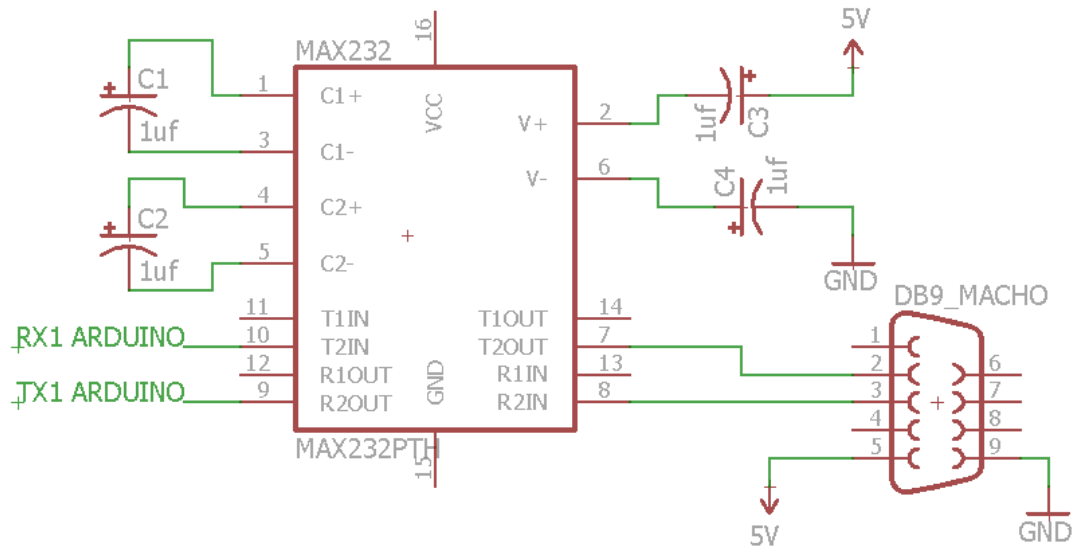 MAX232
16
VCC
5V
C1
1uf
1
C1+
3
C1-
C2
1uf
4
C2+
5
C2-
V+
2
1uf
C3
V-
6
C4
1uf
GND
11
T1IN
T1OUT
14
RX1 ARDUINO
10
T2IN
T2OUT
7
12
R1OUT
R1IN
13
TX1 ARDUINO
9
R2OUT
R2IN
8
GND
MAX232PTH
15
DB9_MACHO
1
2
3
4
5
6
7
8
9
5V
GND